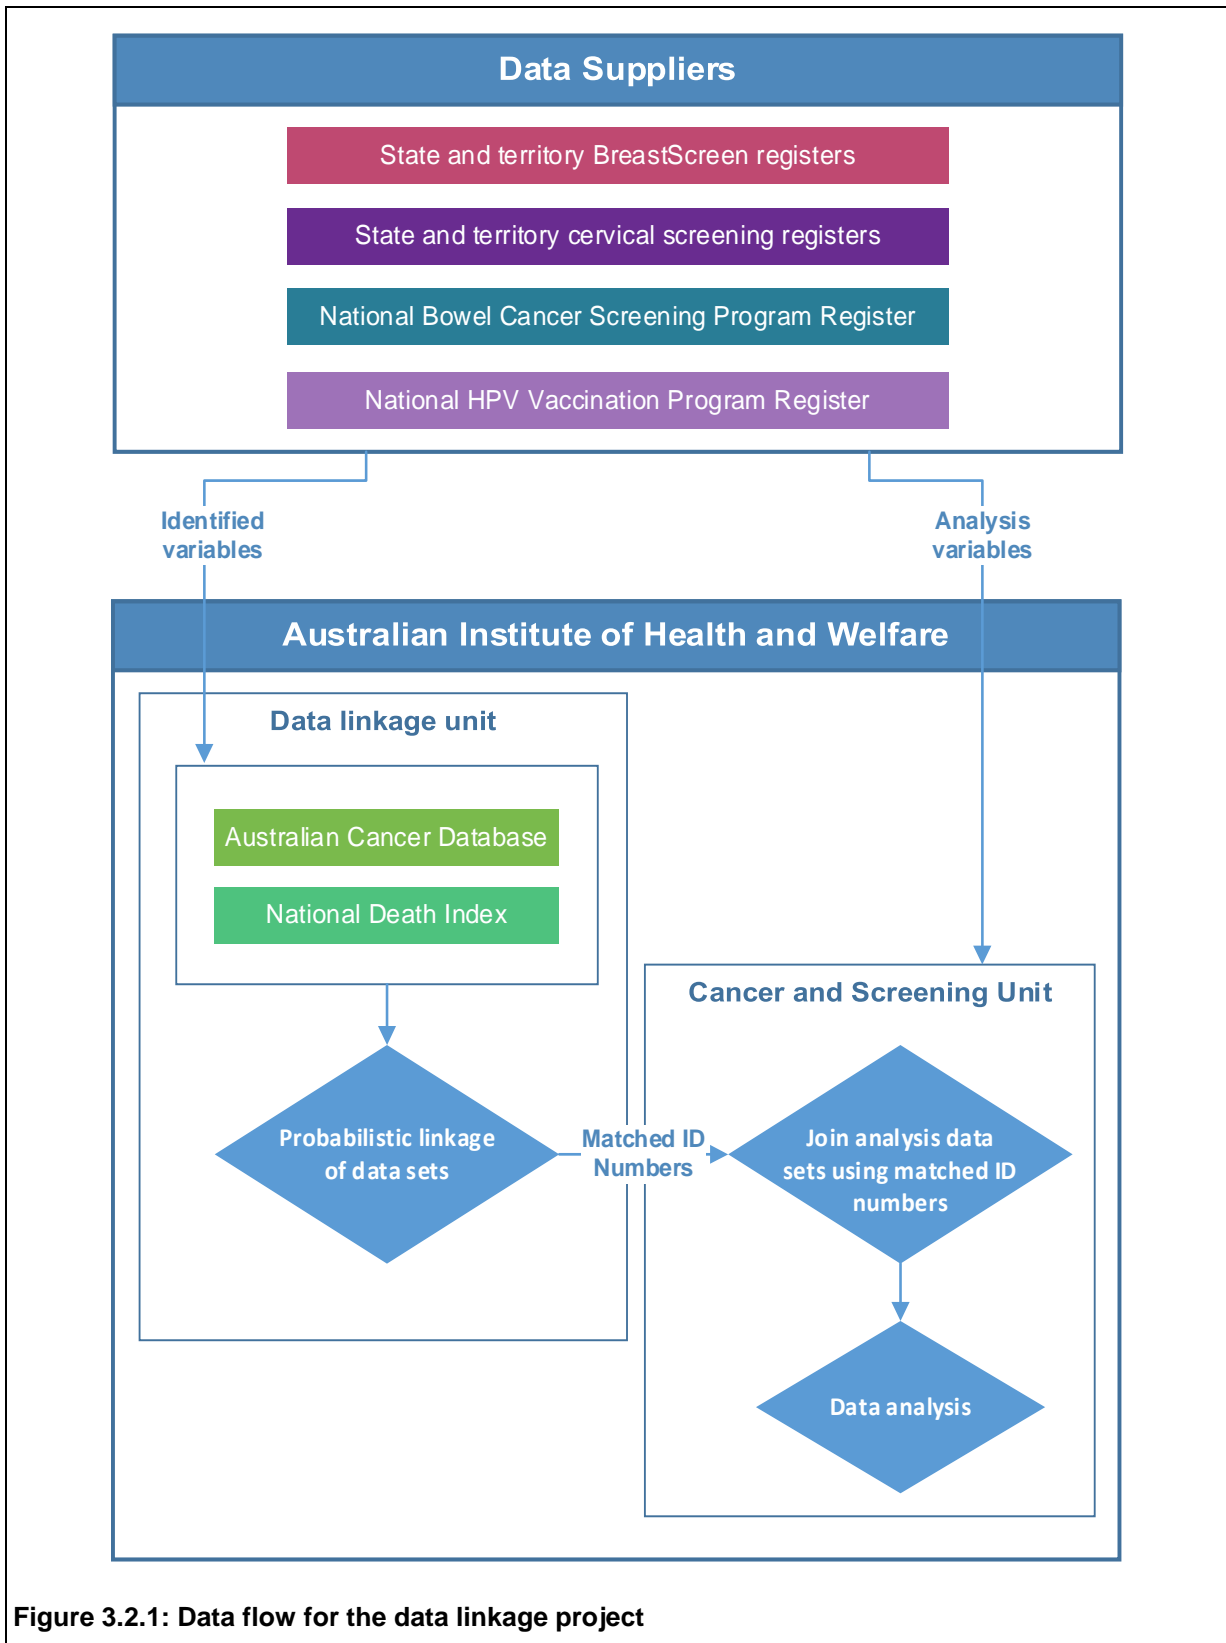 Data Suppliers
State and territory BreastScreen registers
State and territory cervical screening registers
National Bowel Cancer Screening Program Register
National HPV Vaccination Program Register
Identified
variables
Analysis
variables
Australian Institute of Health and Welfare
Data linkage unit
Australian Cancer Database
National Death Index
Cancer and Screening Unit
Probabilistic linkage
of data sets
Matched ID
Numbers
Join analysis data
sets using matched ID
numbers
Data analysis
Figure 3.2.1: Data flow for the data linkage project